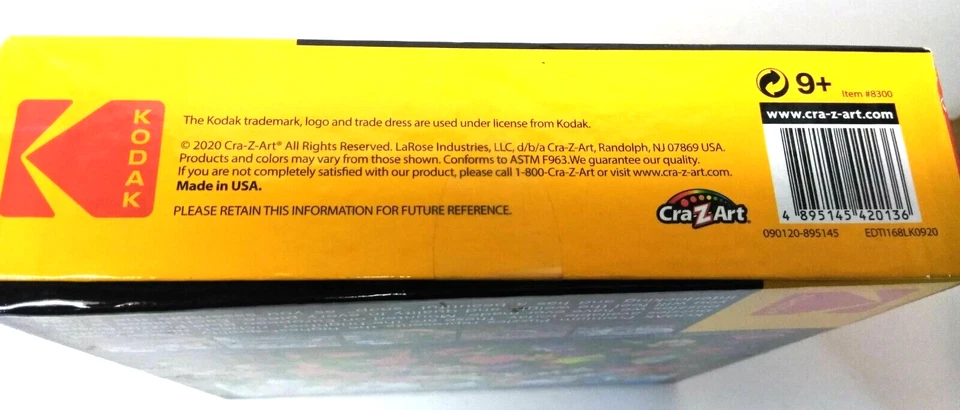 KODAK
The Kodak trademark, logo and trade dress are used under license from Kodak.
© 2020 Cra-Z-Art® All Rights Reserved. LaRose Industries, LLC, d/b/a Cra-Z-Art, Randolph, NJ 07869 USA.
Products and colors may vary from those shown. Conforms to ASTM F963.We guarantee our quality.
If you are not completely satisfied with our product, please call 1-800-Cra-Z-Art or visit www.cra-z-art.com.
Made in USA.
PLEASE RETAIN THIS INFORMATION FOR FUTURE REFERENCE.
Cra-Z-Art
9+
Item #8300
www.cra-z-art.com
4 895145 420136
090120-895145 EDTI168LK0920